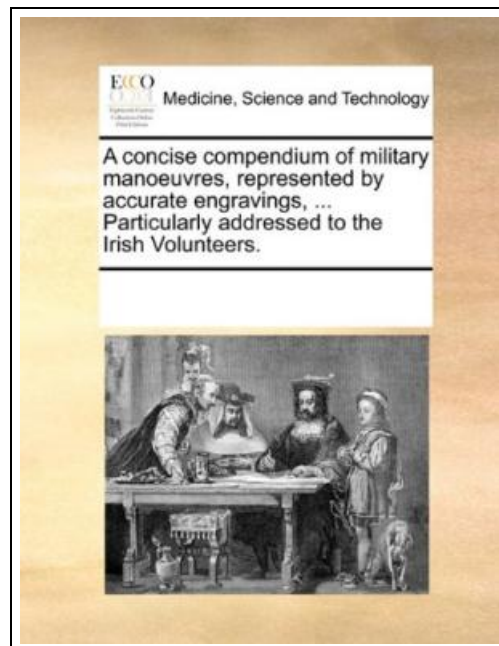 ECCO
Medicine, Science and Technology
A concise compendium of military
manoeuvres, represented by
accurate engravings, ...
Particularly addressed to the
Irish Volunteers.